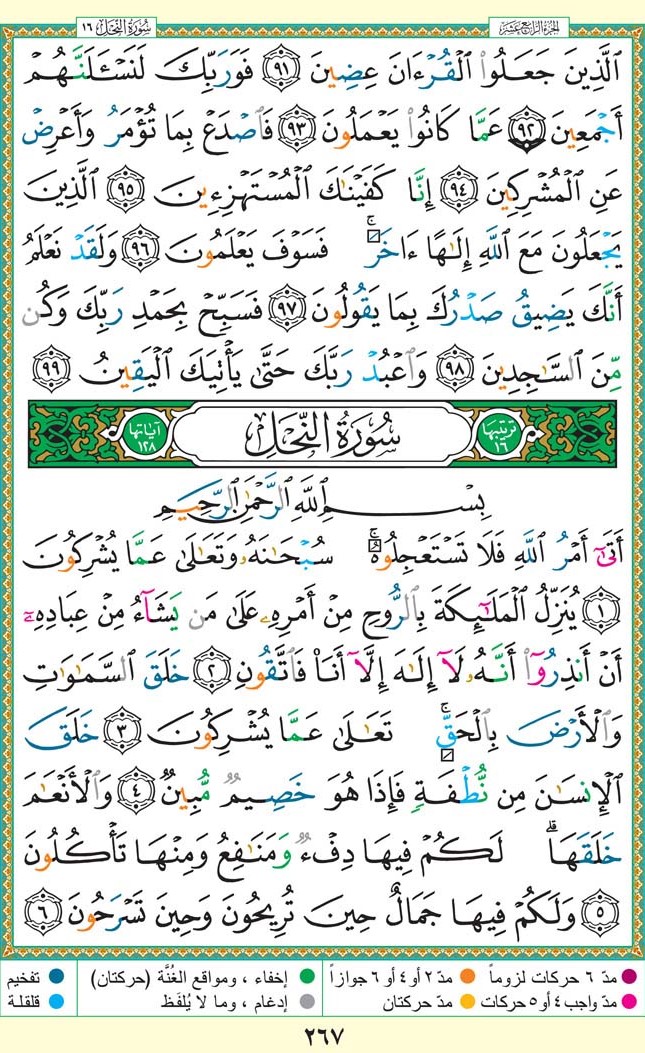 الجزء الرابع عشر
سورة النحل ١٦
ٱلَّذِينَ جَعَلُوا۟ ٱلْقُرْءَانَ عِضِينَ ٩١ فَوَرَبِّكَ لَنَسْـَٔلَنَّهُمْ
أَجْمَعِينَ ٩٢ عَمَّا كَانُوا۟ يَعْمَلُونَ ٩٣ فَٱصْدَعْ بِمَا تُؤْمَرُ وَأَعْرِضْ
عَنِ ٱلْمُشْرِكِينَ ٩٤ إِنَّا كَفَيْنَـٰكَ ٱلْمُسْتَهْزِءِينَ ٩٥ ٱلَّذِينَ
يَجْعَلُونَ مَعَ ٱللَّهِ إِلَـٰهًا ءَاخَرَ ۚ فَسَوْفَ يَعْلَمُونَ ٩٦ وَلَقَدْ نَعْلَمُ
أَنَّكَ يَضِيقُ صَدْرُكَ بِمَا يَقُولُونَ ٩٧ فَسَبِّحْ بِحَمْدِ رَبِّكَ وَكُن
مِّنَ ٱلسَّـٰجِدِينَ ٩٨ وَٱعْبُدْ رَبَّكَ حَتَّىٰ يَأْتِيَكَ ٱلْيَقِينُ ٩٩
ترتيبها ١٦ سُورَةُ النَّحْلِ آياتها ١٢٨
بِسْمِ ٱللَّهِ ٱلرَّحْمَـٰنِ ٱلرَّحِيمِ
أَتَىٰٓ أَمْرُ ٱللَّهِ فَلَا تَسْتَعْجِلُوهُ ۚ سُبْحَـٰنَهُۥ وَتَعَـٰلَىٰ عَمَّا يُشْرِكُونَ
١ يُنَزِّلُ ٱلْمَلَـٰٓئِكَةَ بِٱلرُّوحِ مِنْ أَمْرِهِۦ عَلَىٰ مَن يَشَآءُ مِنْ عِبَادِهِۦٓ
أَنْ أَنذِرُوٓا۟ أَنَّهُۥ لَآ إِلَـٰهَ إِلَّآ أَنَا۠ فَٱتَّقُونِ ٢ خَلَقَ ٱلسَّمَـٰوَٰتِ
وَٱلْأَرْضَ بِٱلْحَقِّ ۚ تَعَـٰلَىٰ عَمَّا يُشْرِكُونَ ٣ خَلَقَ
ٱلْإِنسَـٰنَ مِن نُّطْفَةٍ فَإِذَا هُوَ خَصِيمٌ مُّبِينٌ ٤ وَٱلْأَنْعَـٰمَ
خَلَقَهَا ۗ لَكُمْ فِيهَا دِفْءٌ وَمَنَـٰفِعُ وَمِنْهَا تَأْكُلُونَ
٥ وَلَكُمْ فِيهَا جَمَالٌ حِينَ تُرِيحُونَ وَحِينَ تَسْرَحُونَ ٦
مدّ ٦ حركات لزوماً مدّ ٢ أو ٤ أو ٦ جوازاً إخفاء ، ومواقع الغُنَّة (حركتان) تفخيم
مدّ واجب ٤ أو ٥ حركات مدّ حركتان إدغام ، وما لا يُلفَظ قلقلة
٢٦٧